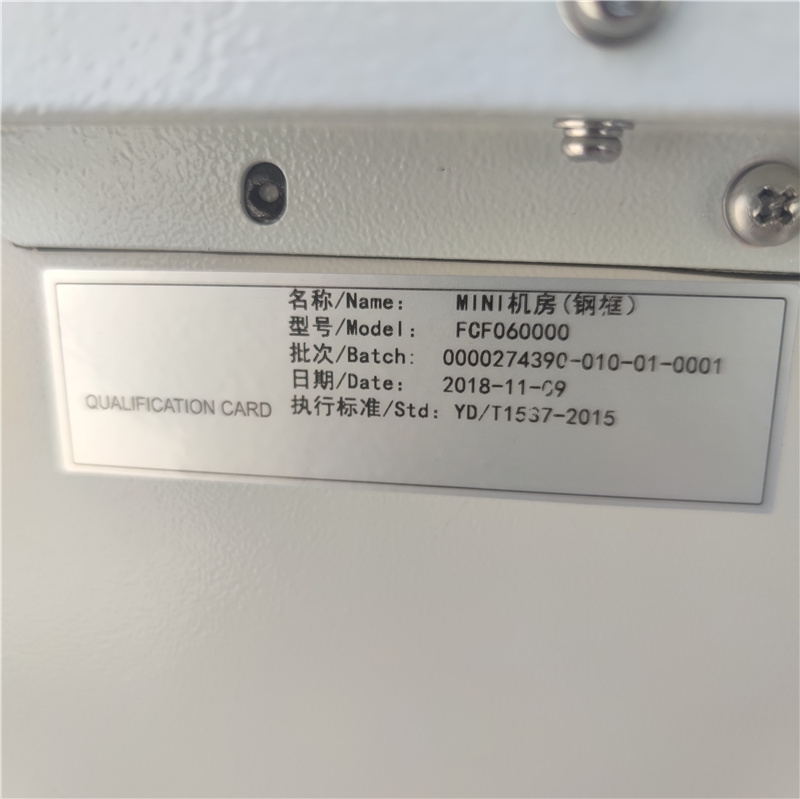 名称/Name: MINI机房(钢框)
型号/Model: FCF060000
批次/Batch: 0000274390-010-01-0001
日期/Date: 2018-11-09
QUALIFICATION CARD
执行标准/Std: YD/T1537-2015